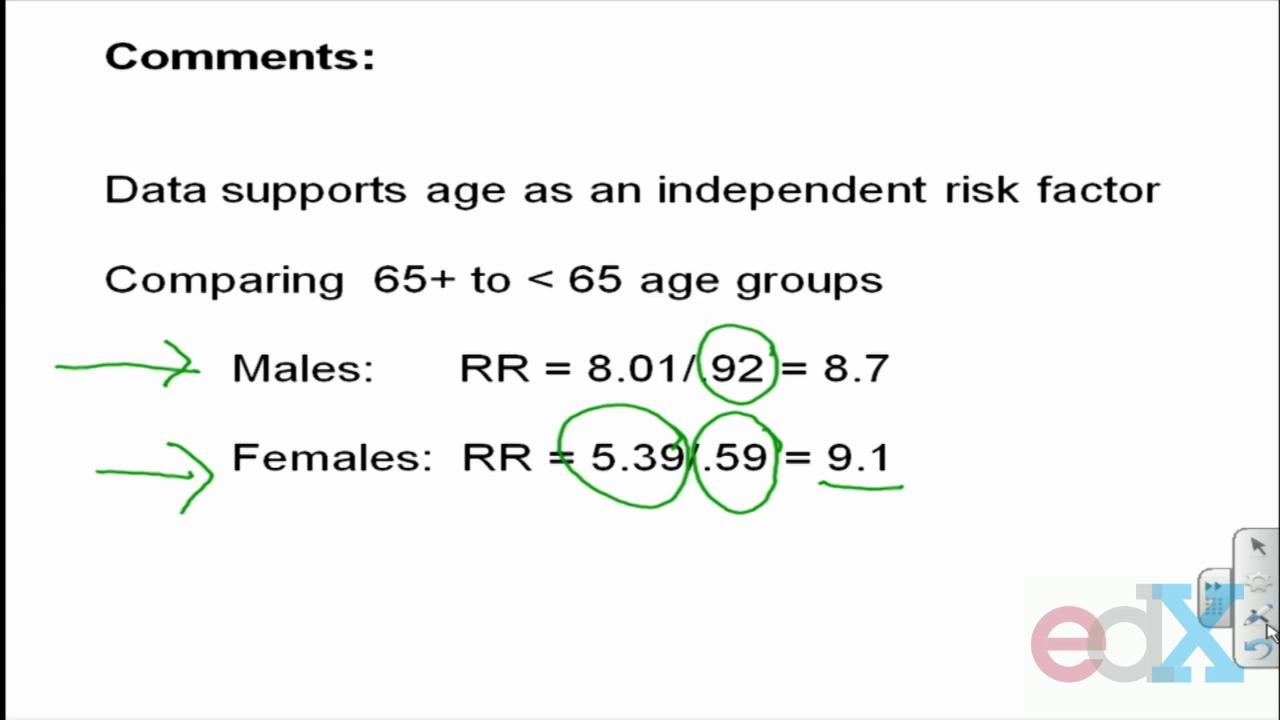 Comments:
Data supports age as an independent risk factor
Comparing 65+ to < 65 age groups
Males: RR = 8.01/.92 = 8.7
Females: RR = 5.39/.59 = 9.1
edX